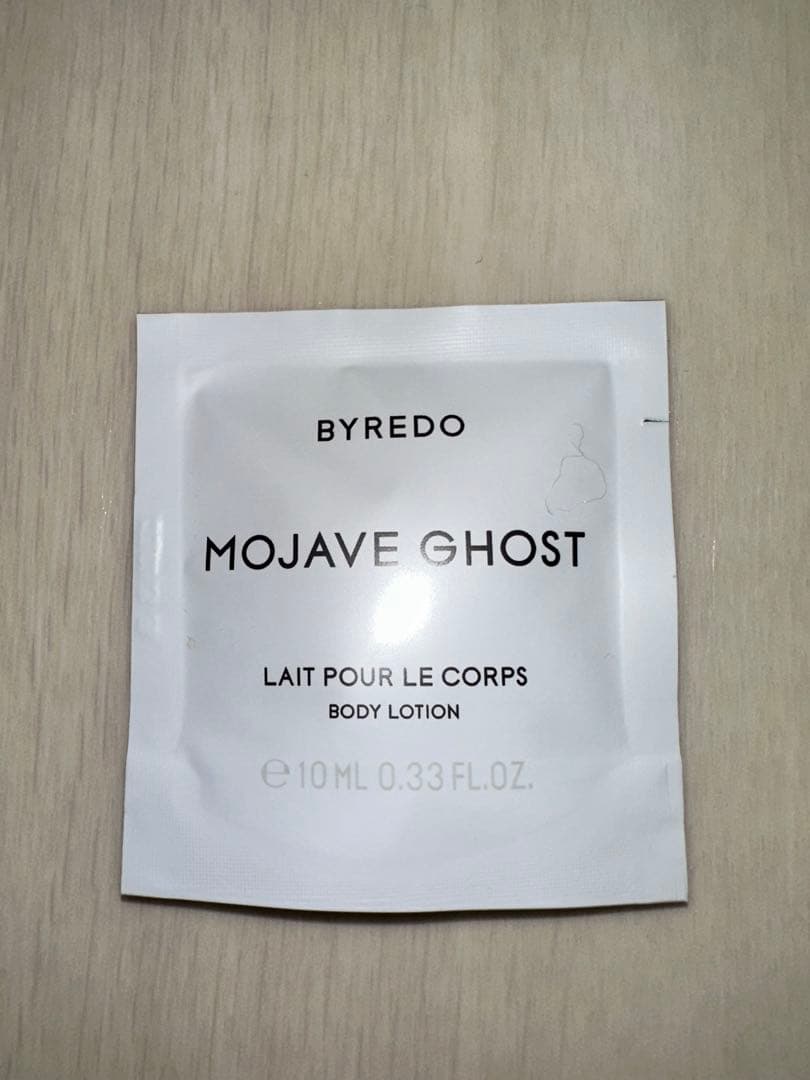 BYREDO
MOJAVE GHOST
LAIT POUR LE CORPS
BODY LOTION
℮ 10 ML 0.33 FL.OZ.